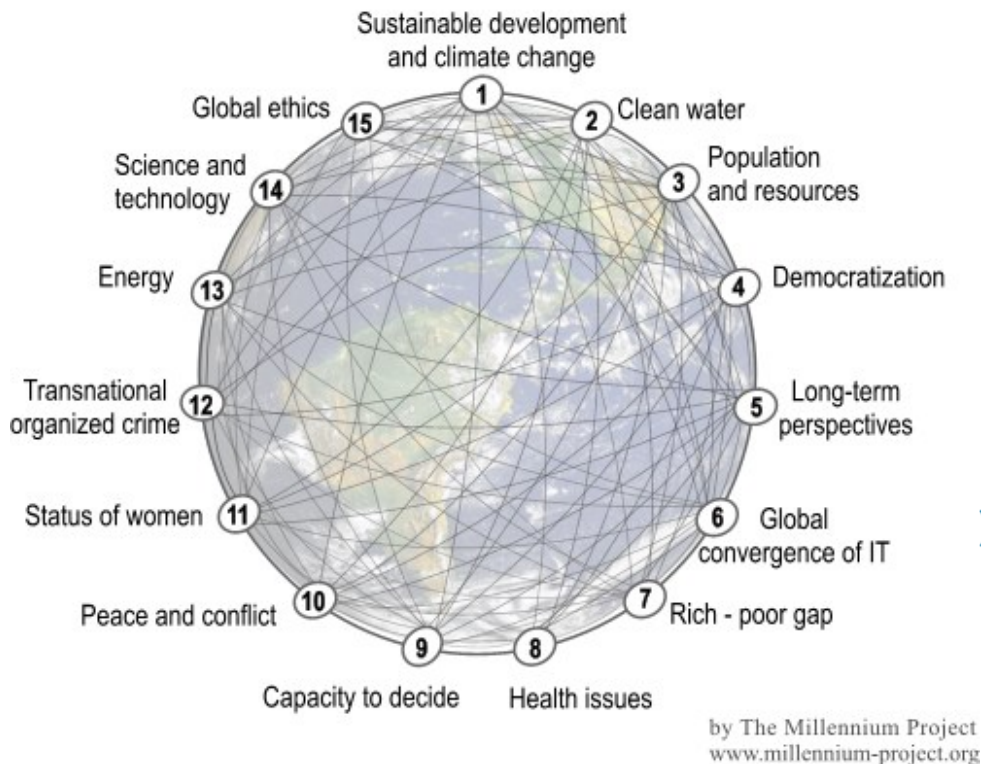 Sustainable development
and climate change
1
2
Clean water
3
Population
and resources
4
Democratization
5
Long-term
perspectives
6
Global
convergence of IT
7
Rich - poor gap
8
Health issues
9
Capacity to decide
10
Peace and conflict
11
Status of women
12
Transnational
organized crime
13
Energy
14
Science and
technology
15
Global ethics
by The Millennium Project
www.millennium-project.org